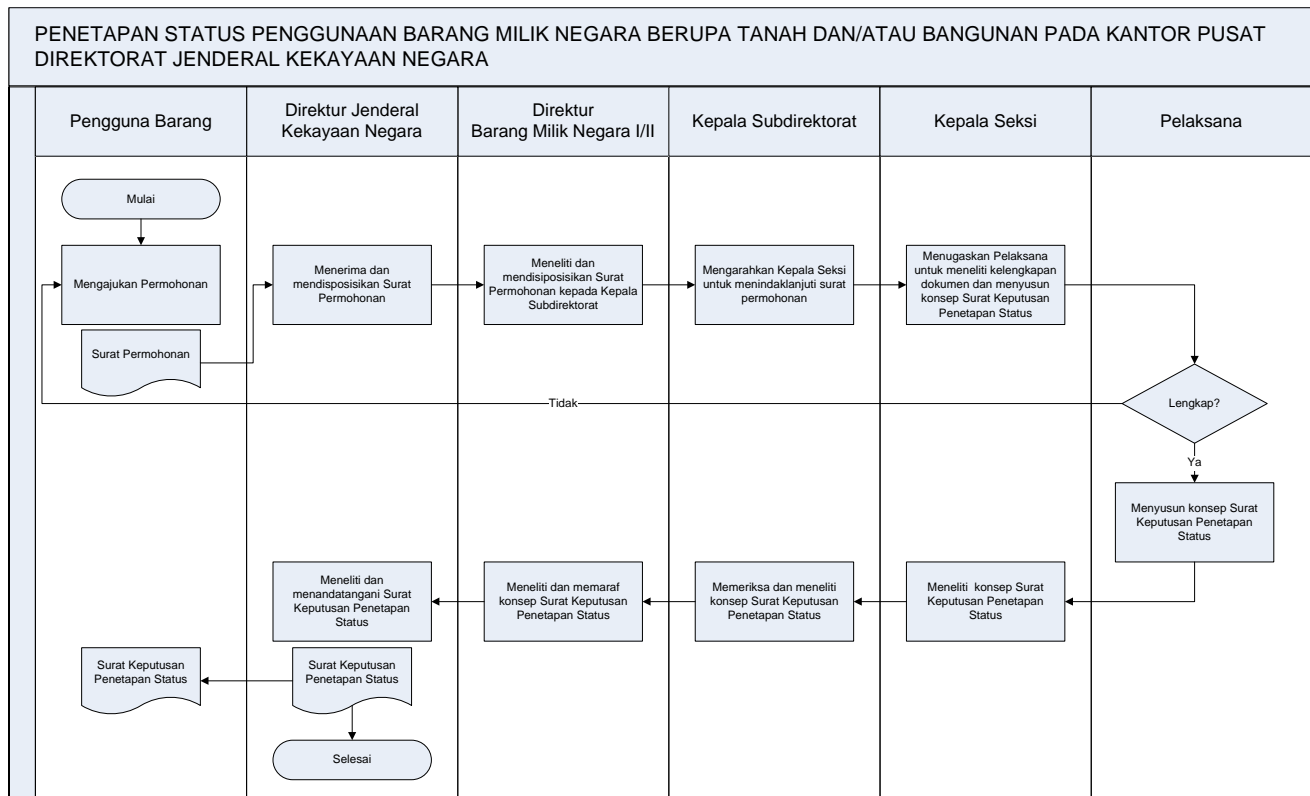 PENETAPAN STATUS PENGGUNAAN BARANG MILIK NEGARA BERUPA TANAH DAN/ATAU BANGUNAN PADA KANTOR PUSAT
DIREKTORAT JENDERAL KEKAYAAN NEGARA
Pengguna Barang
Direktur Jenderal
Kekayaan Negara
Direktur
Barang Milik Negara I/II
Kepala Subdirektorat
Kepala Seksi
Pelaksana
Mulai
Mengajukan Permohonan
Surat Permohonan
Menerima dan
mendisposisikan Surat
Permohonan
Meneliti dan
mendisposisikan Surat
Permohonan kepada Kepala
Subdirektorat
Mengarahkan Kepala Seksi
untuk menindaklanjuti surat
permohonan
Menugaskan Pelaksana
untuk meneliti kelengkapan
dokumen dan menyusun
konsep Surat Keputusan
Penetapan Status
Lengkap?
Tidak
Ya
Menyusun konsep Surat
Keputusan Penetapan
Status
Meneliti konsep Surat
Keputusan Penetapan
Status
Memeriksa dan meneliti
konsep Surat Keputusan
Penetapan Status
Meneliti dan memaraf
konsep Surat Keputusan
Penetapan Status
Meneliti dan
menandatangani Surat
Keputusan Penetapan
Status
Surat Keputusan
Penetapan Status
Surat Keputusan
Penetapan Status
Selesai